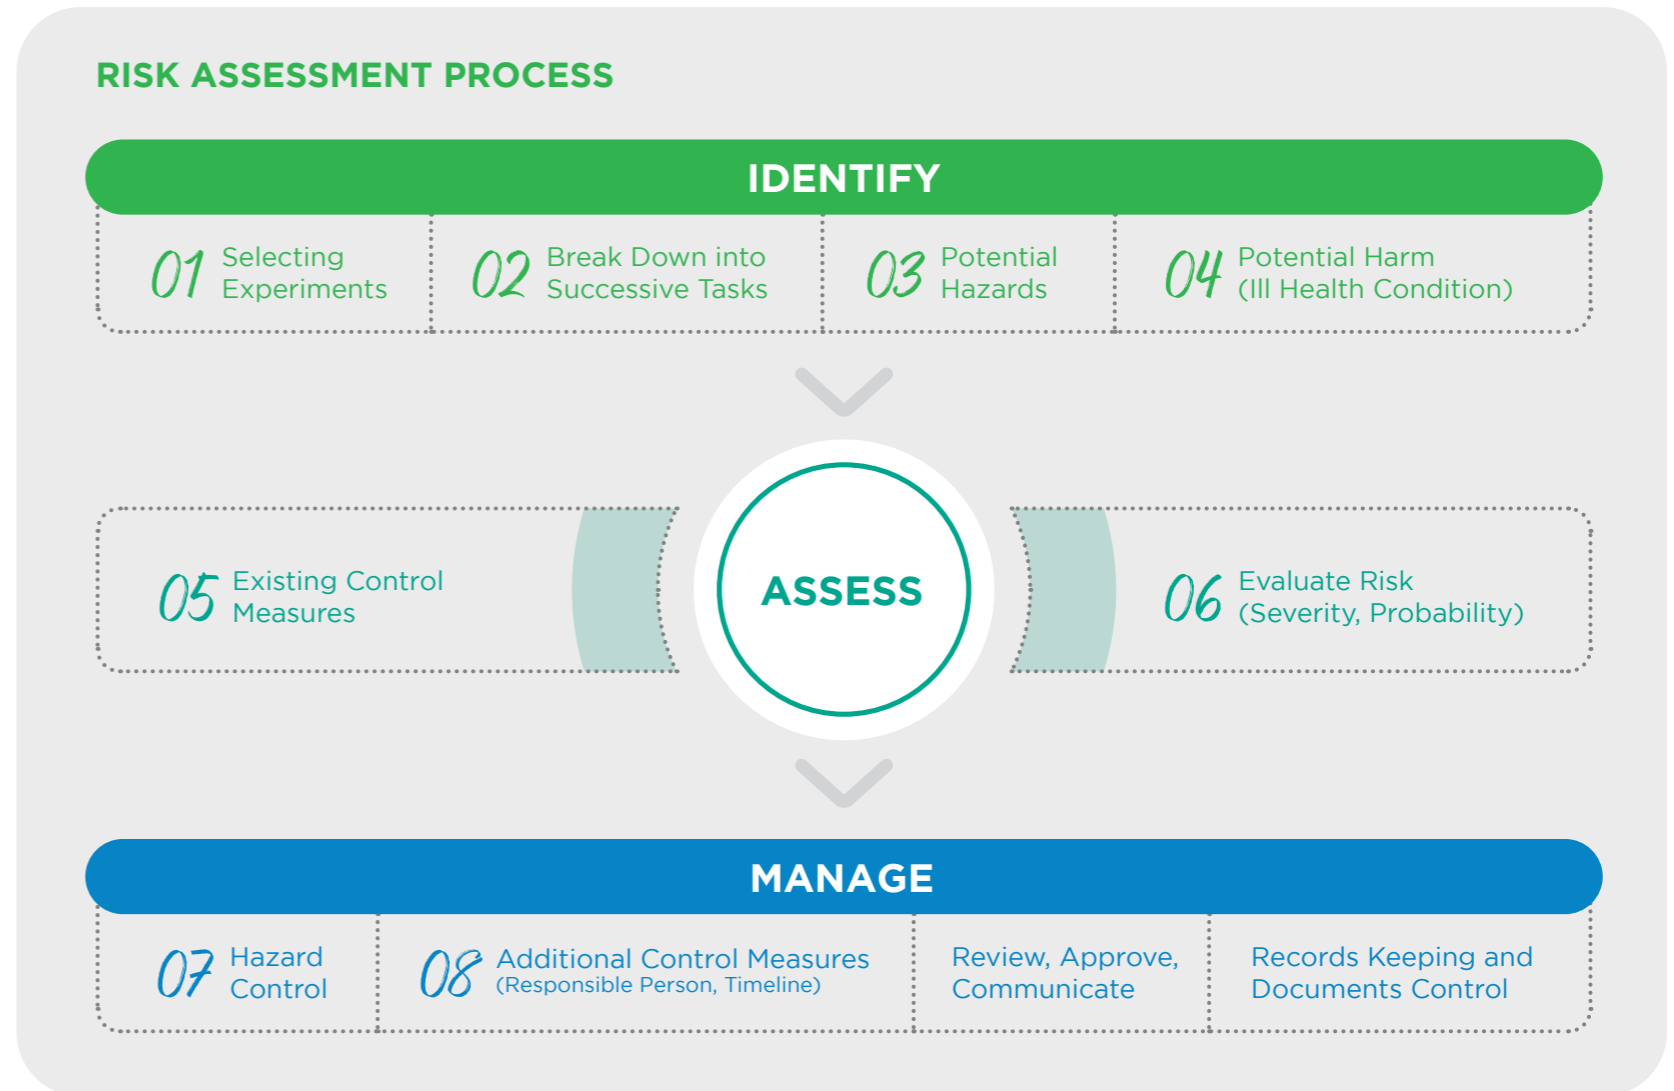 RISK ASSESSMENT PROCESS
IDENTIFY
01 Selecting
Experiments
02 Break Down into
Successive Tasks
03 Potential
Hazards
04 Potential Harm
(Ill Health Condition)
05 Existing Control
Measures
ASSESS
06 Evaluate Risk
(Severity, Probability)
MANAGE
07 Hazard
Control
08 Additional Control Measures
(Responsible Person, Timeline)
Review, Approve,
Communicate
Records Keeping and
Documents Control